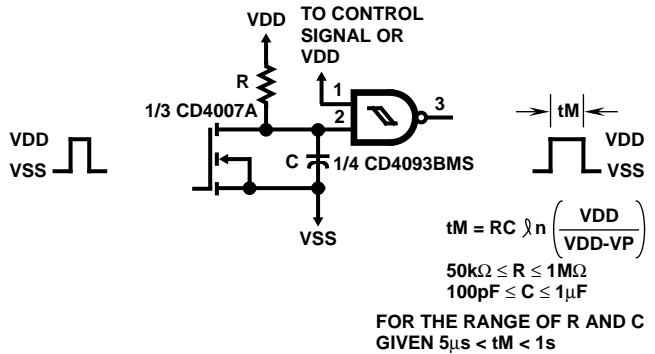 VDD
TO CONTROL
SIGNAL OR
VDD
R
1
1/3 CD4007A
2
3
tM
VDD
VSS
C
1/4 CD4093BMS
VDD
VSS
VSS
tM = RC ℓn (VDD / VDD-VP)
50kΩ ≤ R ≤ 1MΩ
100pF ≤ C ≤ 1µF
FOR THE RANGE OF R AND C
GIVEN 5µs < tM < 1s